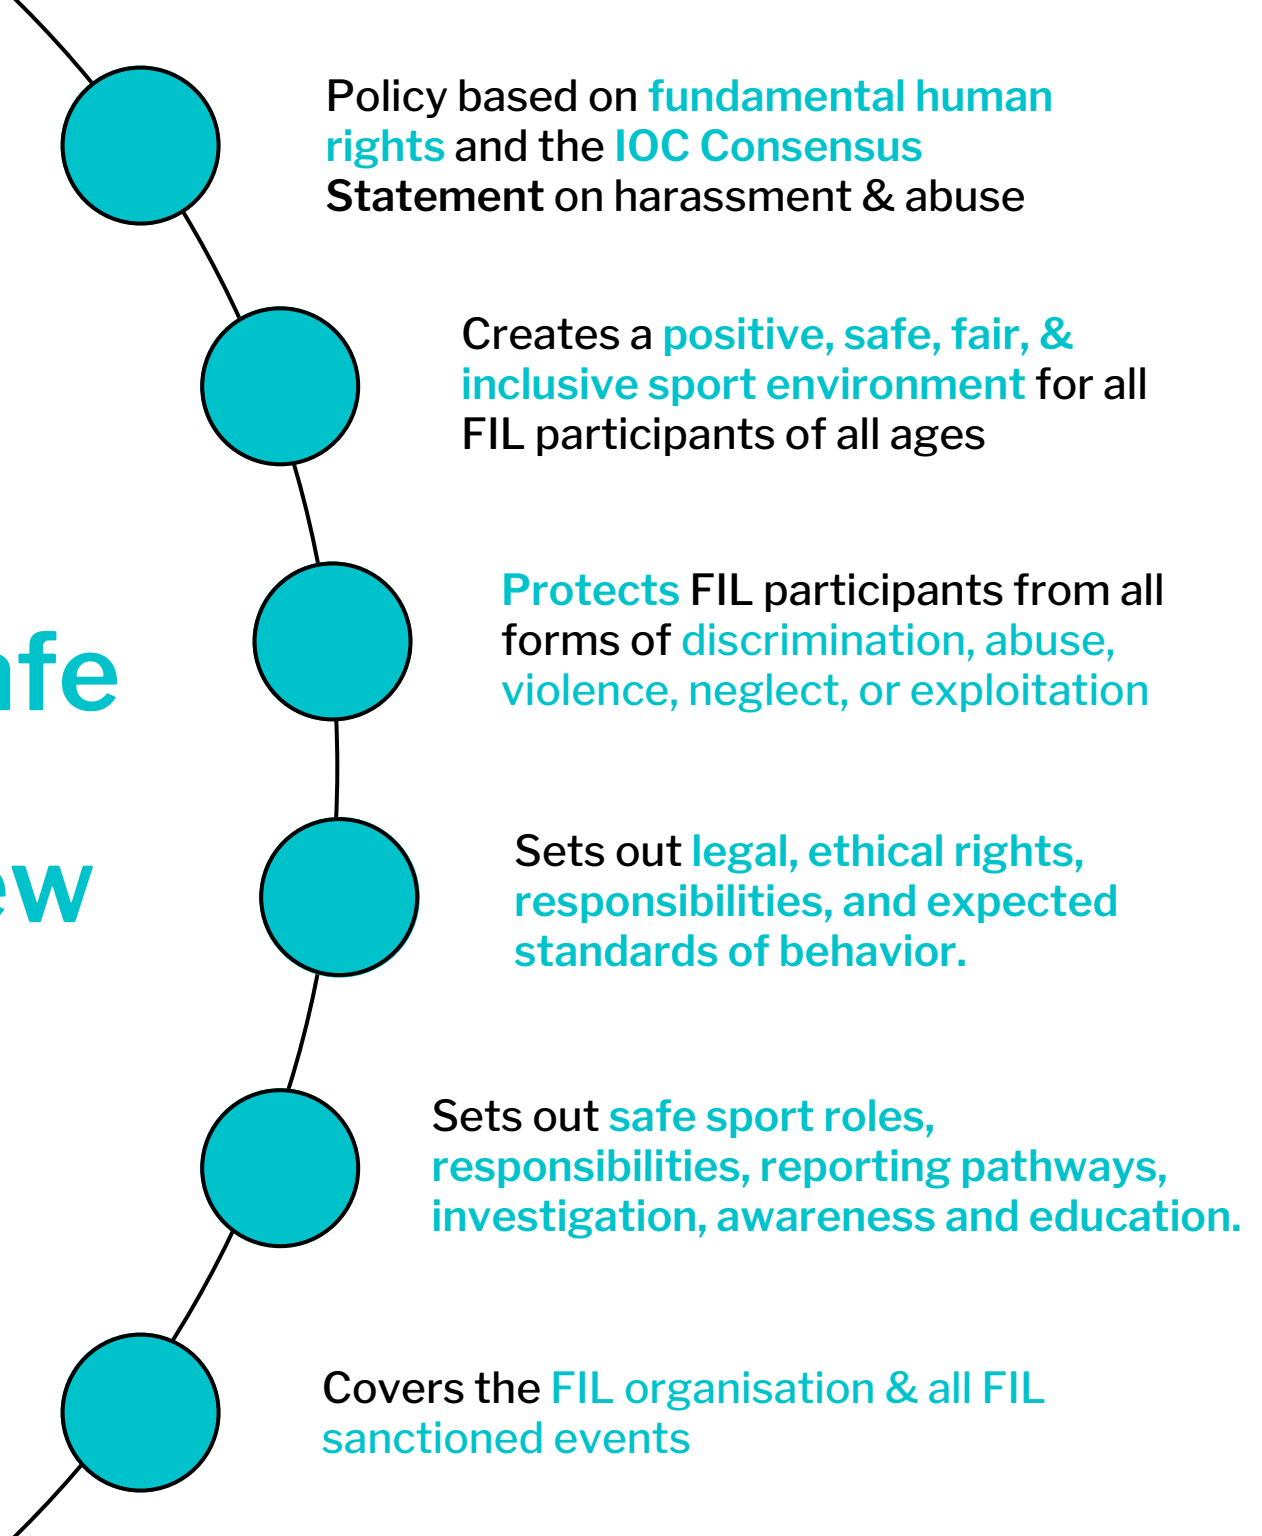 Policy based on fundamental human
rights and the IOC Consensus
Statement on harassment & abuse
Creates a positive, safe, fair, &
inclusive sport environment for all
FIL participants of all ages
Protects FIL participants from all
forms of discrimination, abuse,
violence, neglect, or exploitation
Sets out legal, ethical rights,
responsibilities, and expected
standards of behavior.
Sets out safe sport roles,
responsibilities, reporting pathways,
investigation, awareness and education.
Covers the FIL organisation & all FIL
sanctioned events